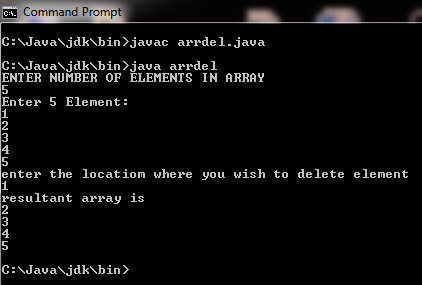 Command Prompt
C:\Java\jdk\bin>javac arrdel.java
C:\Java\jdk\bin>java arrdel
ENTER NUMBER OF ELEMENTS IN ARRAY
5
Enter 5 Element:
1
2
3
4
5
enter the locatiom where you wish to delete element
1
resultant array is
2
3
4
5
C:\Java\jdk\bin>